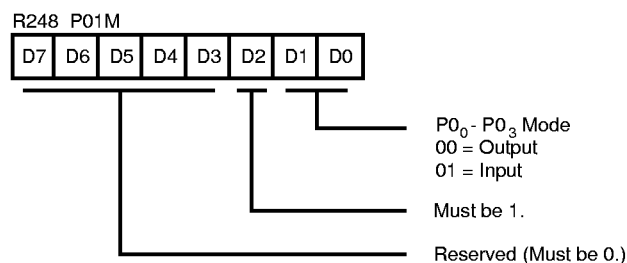 R248 P01M
D7 D6 D5 D4 D3 D2 D1 D0
P0₀ - P0₃ Mode
00 = Output
01 = Input
Must be 1.
Reserved (Must be 0.)